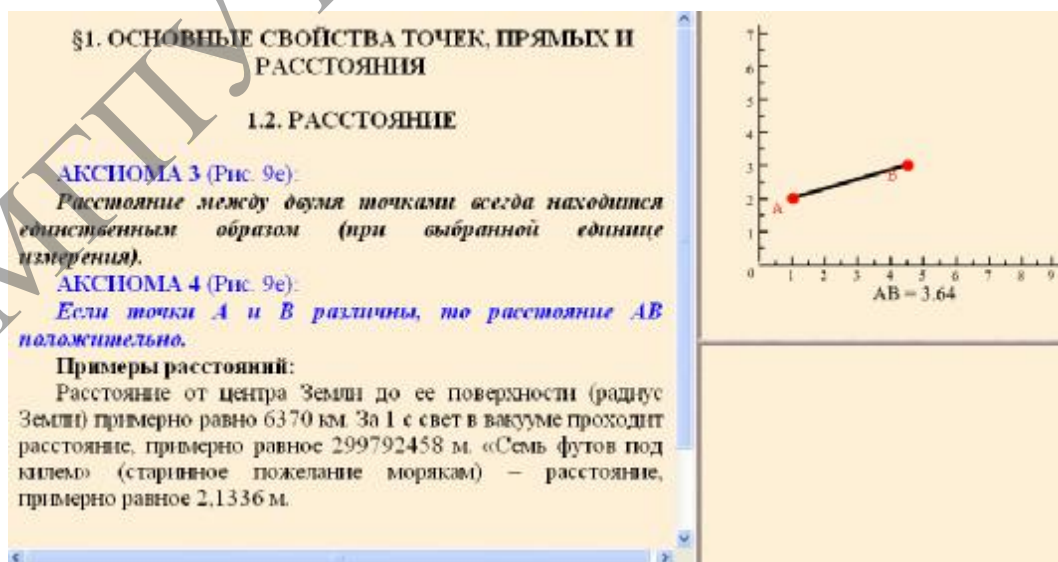 §1. ОСНОВНЫЕ СВОЙСТВА ТОЧЕК, ПРЯМЫХ И
РАССТОЯНИЯ
1.2. РАССТОЯНИЕ
АКСИОМА 3 (Рис. 9е):
Расстояние между двумя точками всегда находится
единственным образом (при выбранной единице
измерения).
АКСИОМА 4 (Рис. 9е):
Если точки А и В различны, то расстояние АВ
положительно.
Примеры расстояний:
Расстояние от центра Земли до ее поверхности (радиус
Земли) примерно равно 6370 км. За 1 с свет в вакууме проходит
расстояние, примерно равное 299792458 м. «Семь футов под
килем» (старинное пожелание морякам) – расстояние,
примерно равное 2,1336 м.
7
6
5
4
3
2
1
A
B
0 1 2 3 4 5 6 7 8 9
AB = 3.64
МГПУ